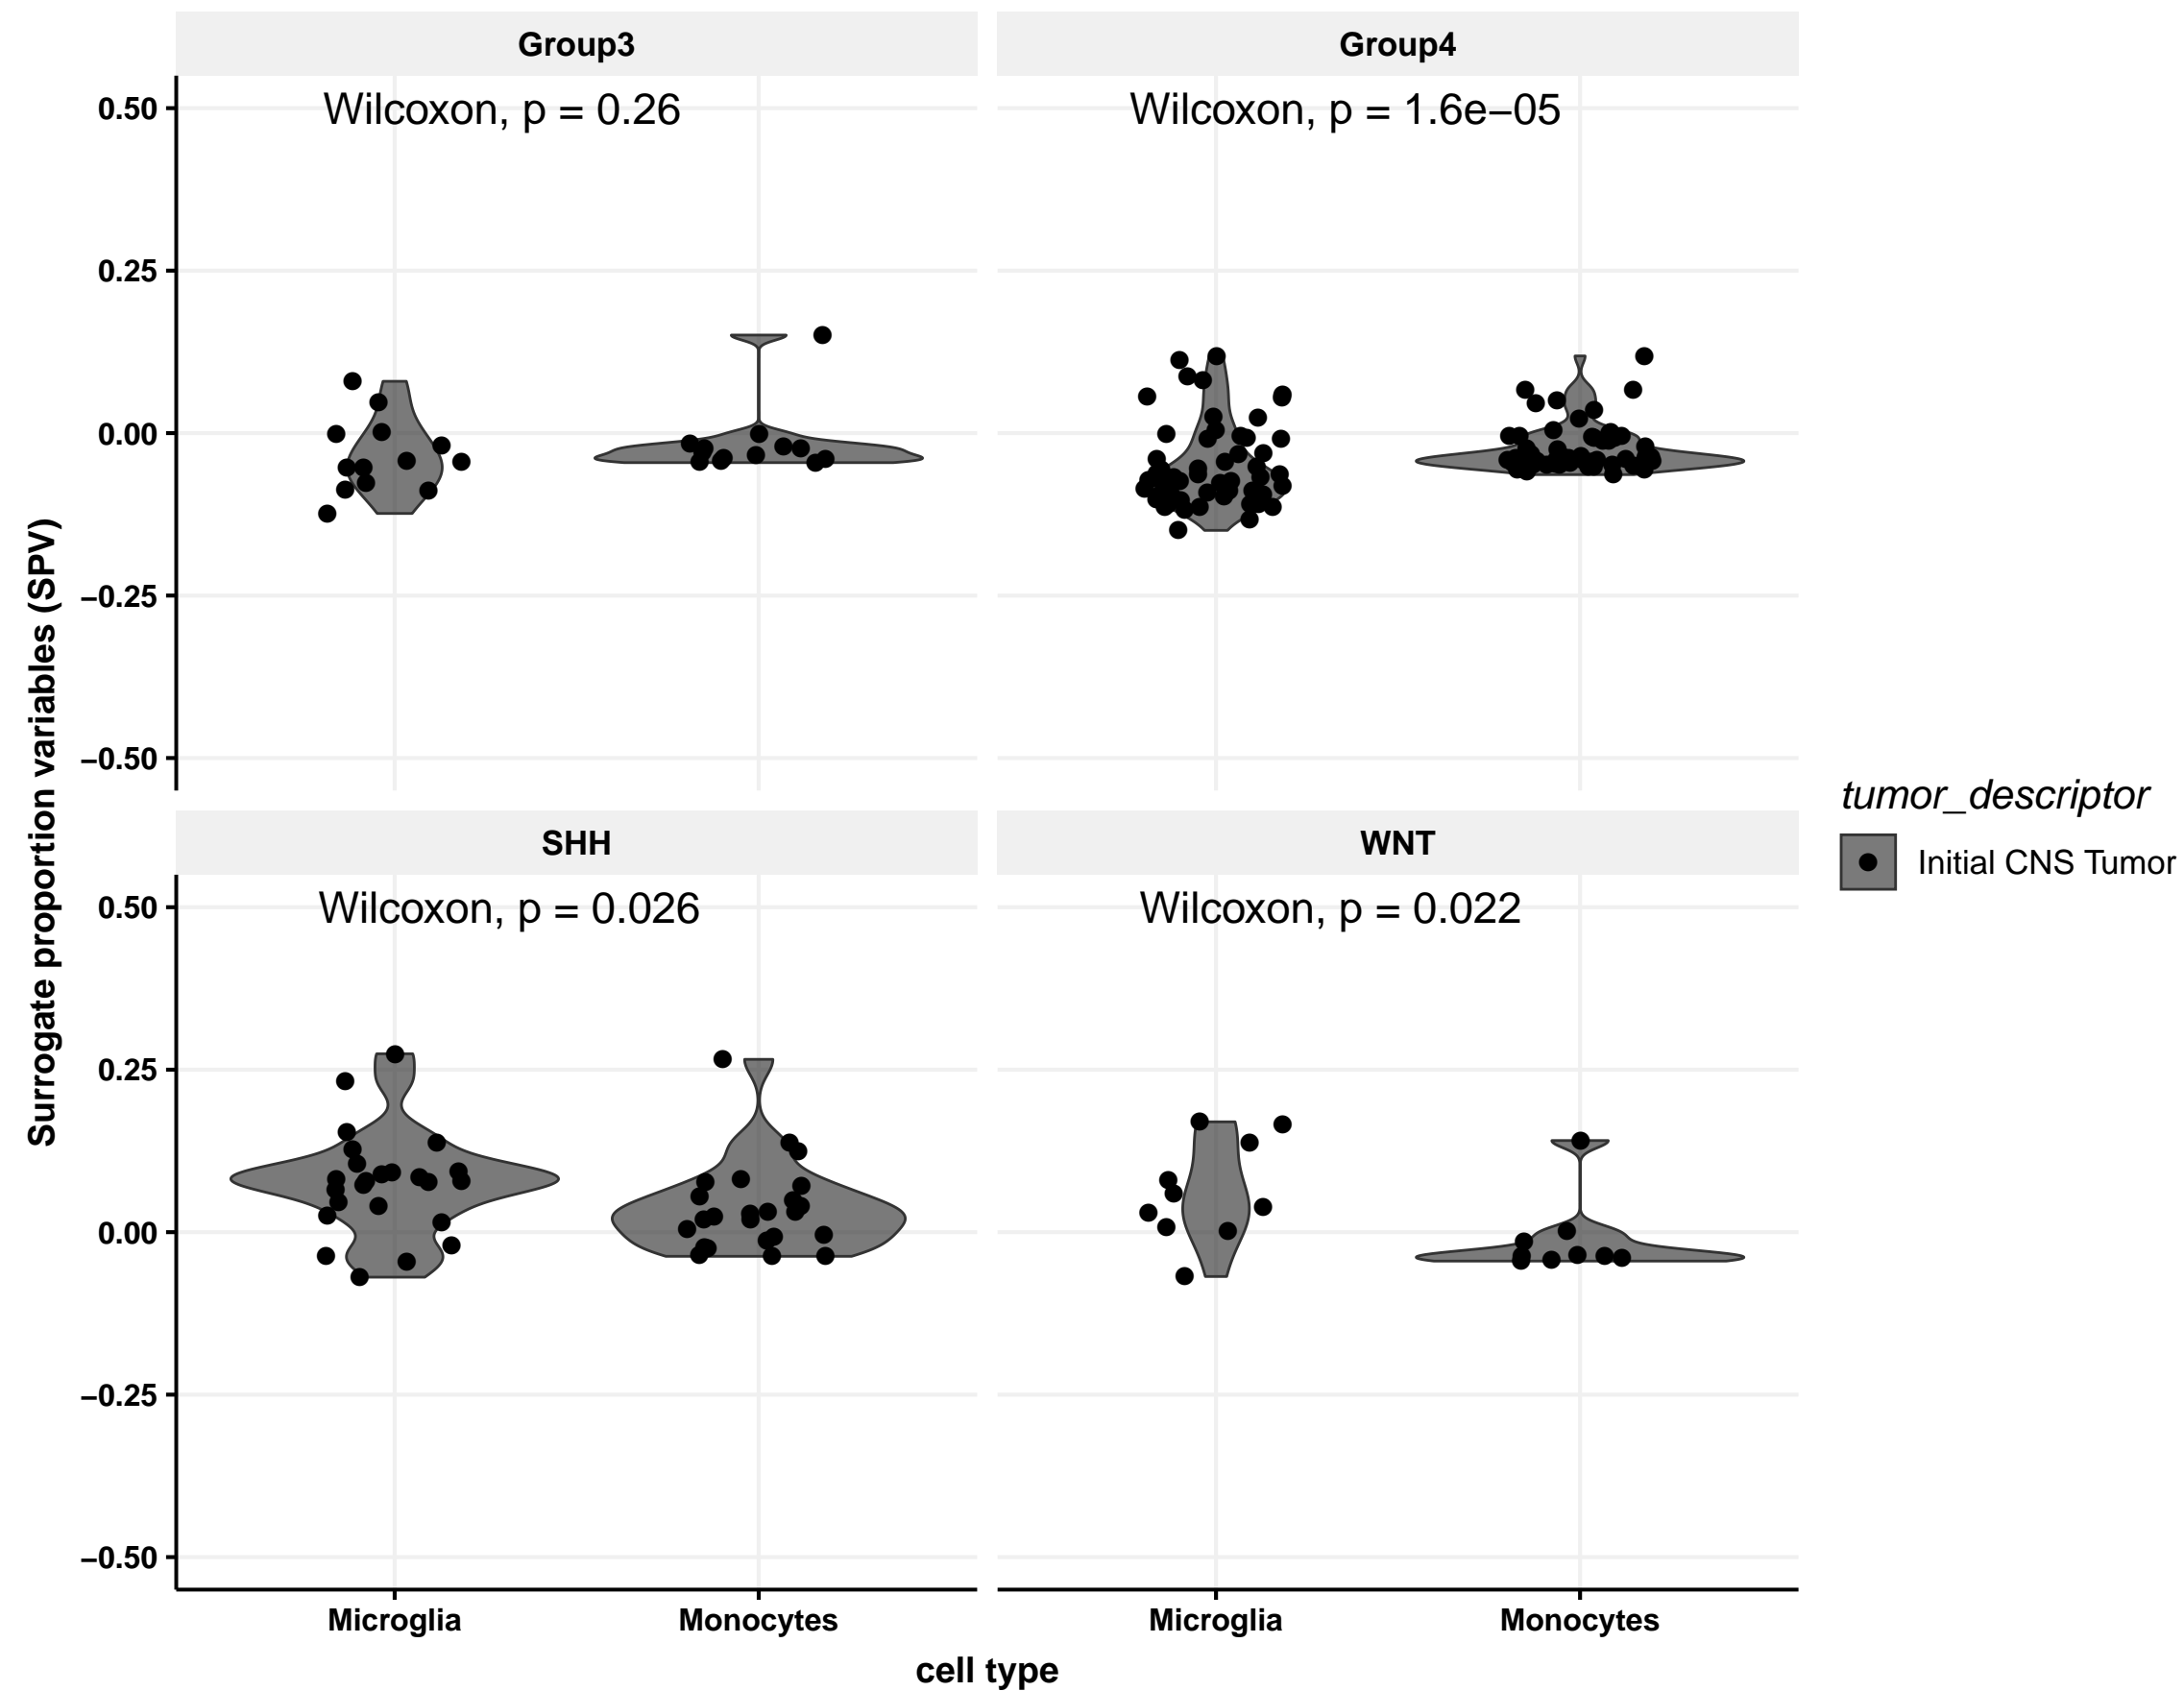 Group3
Group4
Wilcoxon, p = 0.26
Wilcoxon, p = 1.6e−05
0.50
0.25
0.00
−0.25
−0.50
SHH
WNT
Wilcoxon, p = 0.026
Wilcoxon, p = 0.022
0.50
0.25
0.00
−0.25
−0.50
Microglia
Monocytes
Microglia
Monocytes
cell type
Surrogate proportion variables (SPV)
tumor_descriptor
Initial CNS Tumor